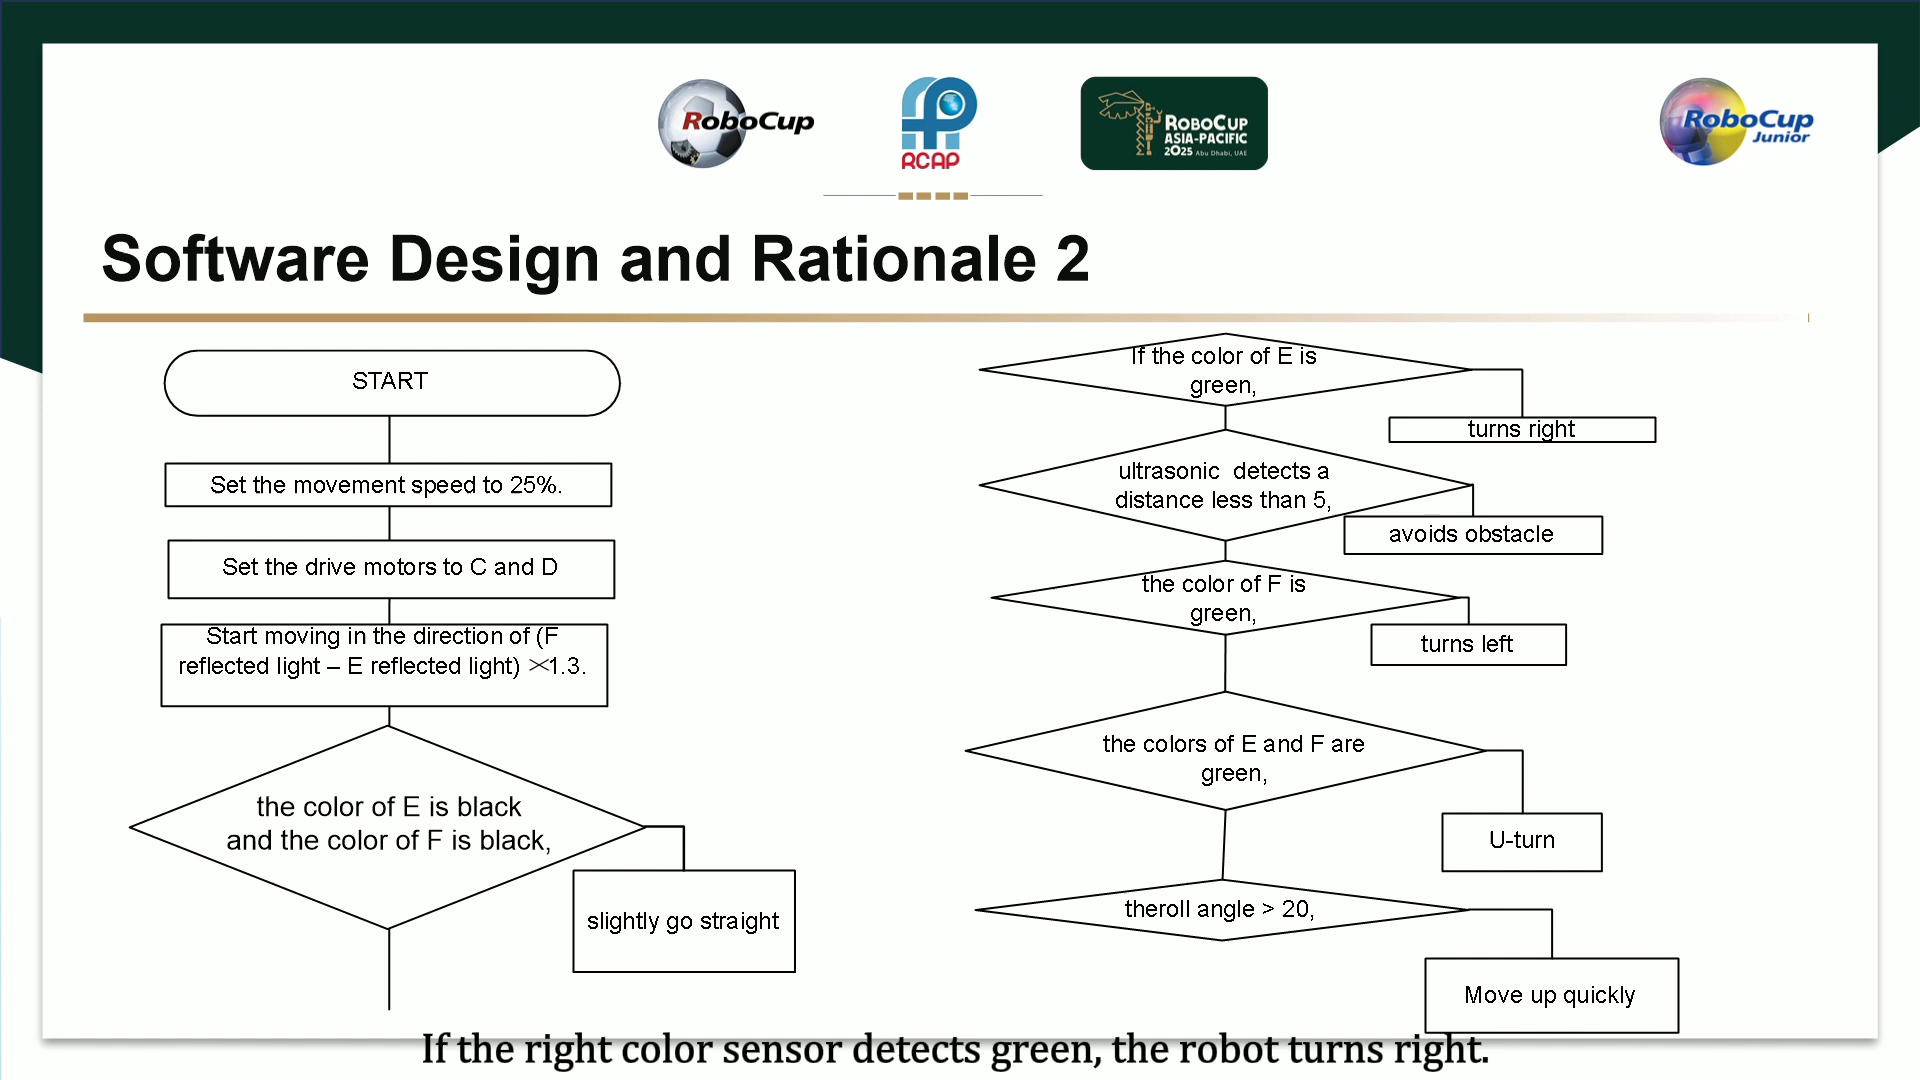 RoboCup
RCAP
ROBOCUP
ASIA-PACIFIC
2025 Abu Dhabi, UAE
RoboCup
Junior
Software Design and Rationale 2
START
Set the movement speed to 25%.
Set the drive motors to C and D
Start moving in the direction of (F
reflected light – E reflected light) ×1.3.
the color of E is black
and the color of F is black,
slightly go straight
If the color of E is
green,
turns right
ultrasonic  detects a
distance less than 5,
avoids obstacle
the color of F is
green,
turns left
the colors of E and F are
green,
U-turn
theroll angle > 20,
Move up quickly
If the right color sensor detects green, the robot turns right.